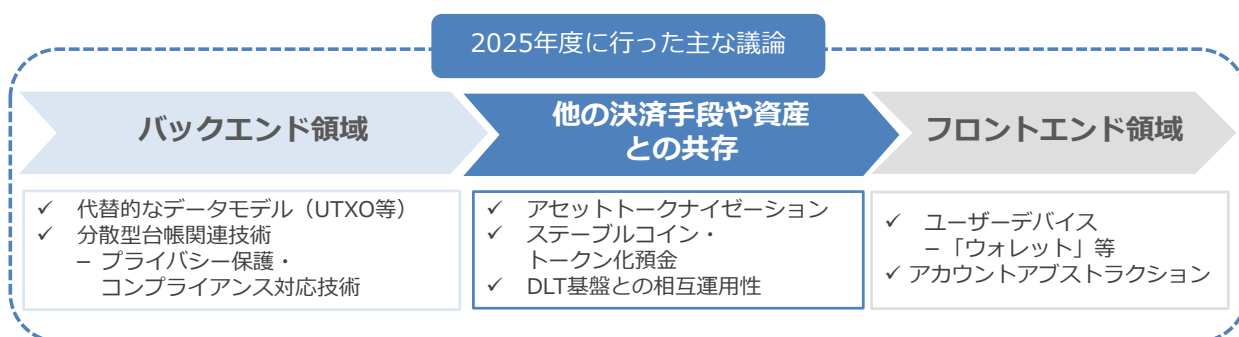 2025年度に行った主な議論
バックエンド領域
他の決済手段や資産
との共存
フロントエンド領域
✓ 代替的なデータモデル（UTXO等）
✓ 分散型台帳関連技術
− プライバシー保護・
コンプライアンス対応技術
✓ アセットトークナイゼーション
✓ ステーブルコイン・
トークン化預金
✓ DLT基盤との相互運用性
✓ ユーザーデバイス
−「ウォレット」等
✓ アカウントアブストラクション